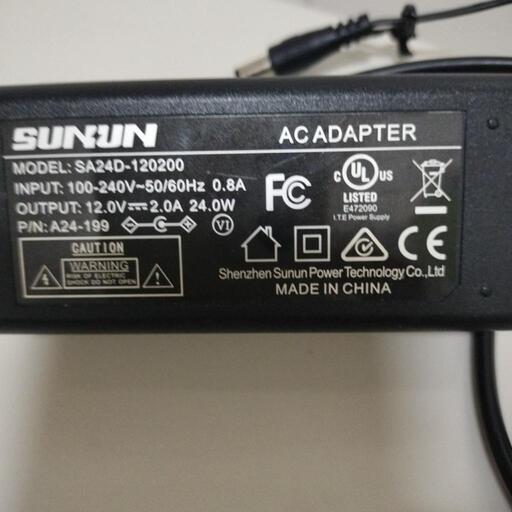 SUNUN
AC ADAPTER
MODEL: SA24D-120200
INPUT: 100-240V~50/60Hz 0.8A
OUTPUT: 12.0V⎓2.0A 24.0W
P/N: A24-199
VI
FC
C UL US
LISTED
E472090
I.T.E Power Supply
CE
CAUTION
WARNING
RISK OF ELECTRIC
SHOCK DO NOT OPEN
Shenzhen Sunun Power Technology Co.,Ltd
MADE IN CHINA